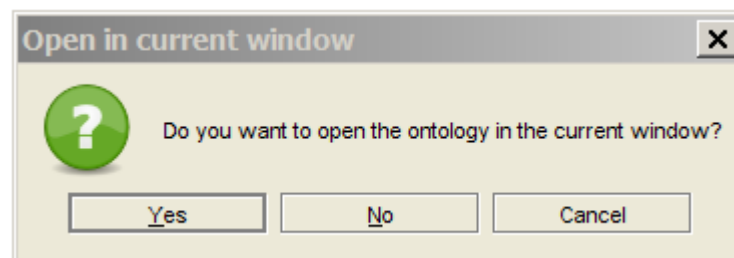 Open in current window
Do you want to open the ontology in the current window?
Yes No Cancel